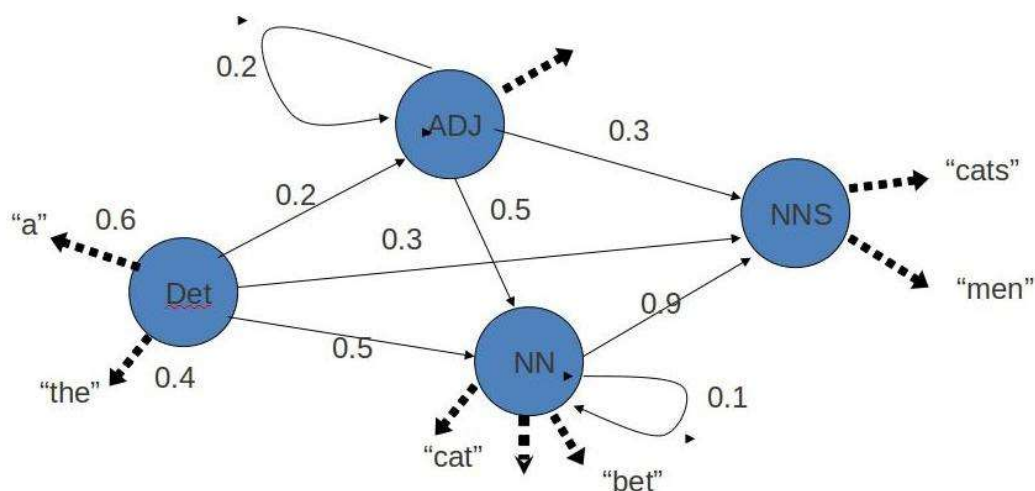 0.2
ADJ
0.3
“cats”
NNS
0.2
0.5
“a”
0.6
0.3
“men”
Det
0.9
0.5
NN
“the”
0.4
0.1
“cat”
“bet”